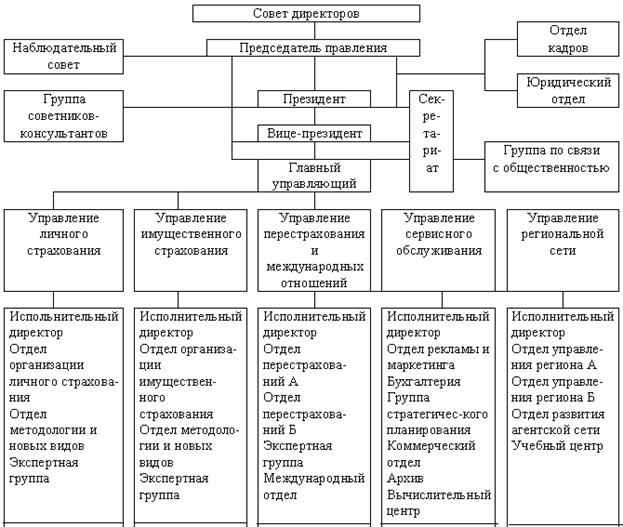 Совет директоров
Наблюдательный
совет
Председатель правления
Отдел
кадров
Юридический
отдел
Группа
советников-
консультантов
Президент
Вице-президент
Главный
управляющий
Сек-
ре-
та-
ри-
ат
Группа по связи
с общественностью
Управление
личного
страхования
Управление
имущественного
страхования
Управление
перестрахования
и
международных
отношений
Управление
сервисного
обслуживания
Управление
региональной
сети
Испольнительный
директор
Отдел
организации
личного страхова-
ния
Отдел
методологии и
новых видов
Экспертная
группа
Исполнительный
директор
Отдел организа-
ции
имуществен-
ного
страхования
Отдел методоло-
гии и новых
видов
Экспертная
группа
Исполнительный
директор
Отдел
перестрахова-
ний А
Отдел
перестрахова-
ний Б
Экспертная
группа
Международный
отдел
Исполнительный
директор
Отдел рекламы и
маркетинга
Бухгалтерия
Группа
стратегичес-кого
планирования
Коммерческий
отдел
Архив
Вычислительный
центр
Исполнительный
директор
Отдел управле-
ния региона А
Отдел управле-
ния региона Б
Отдел развития
агентской сети
Учебный центр